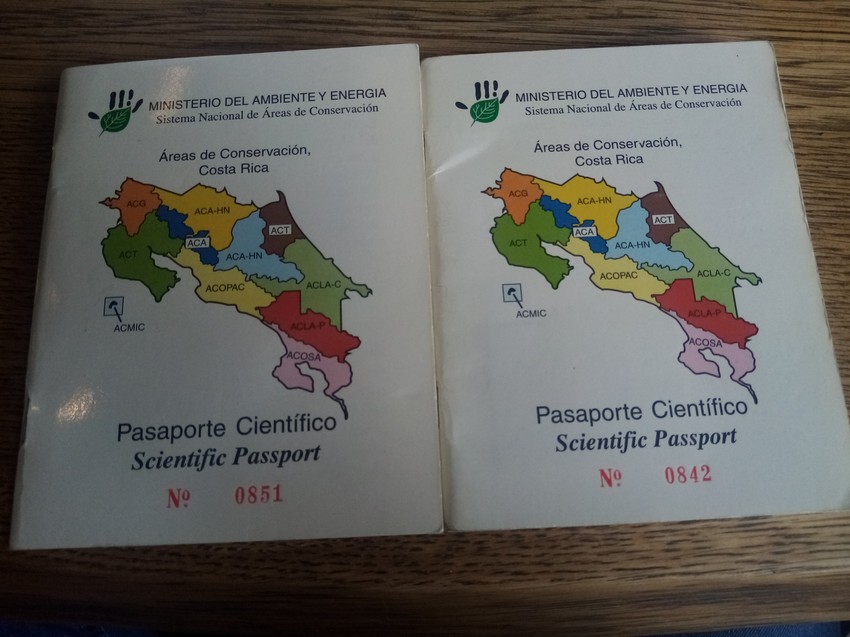 MINISTERIO DEL AMBIENTE Y ENERGIA
Sistema Nacional de Áreas de Conservación
Áreas de Conservación,
Costa Rica
ACG
ACA-HN
ACT
ACA
ACT
ACA-HN
ACOPAC
ACLA-C
ACMIC
ACLA-P
ACOSA
Pasaporte Científico
Scientific Passport
Nº 0851
MINISTERIO DEL AMBIENTE Y ENERGIA
Sistema Nacional de Áreas de Conservación
Áreas de Conservación,
Costa Rica
ACG
ACA-HN
ACT
ACA
ACT
ACA-HN
ACOPAC
ACLA-C
ACMIC
ACLA-P
ACOSA
Pasaporte Científico
Scientific Passport
Nº 0842